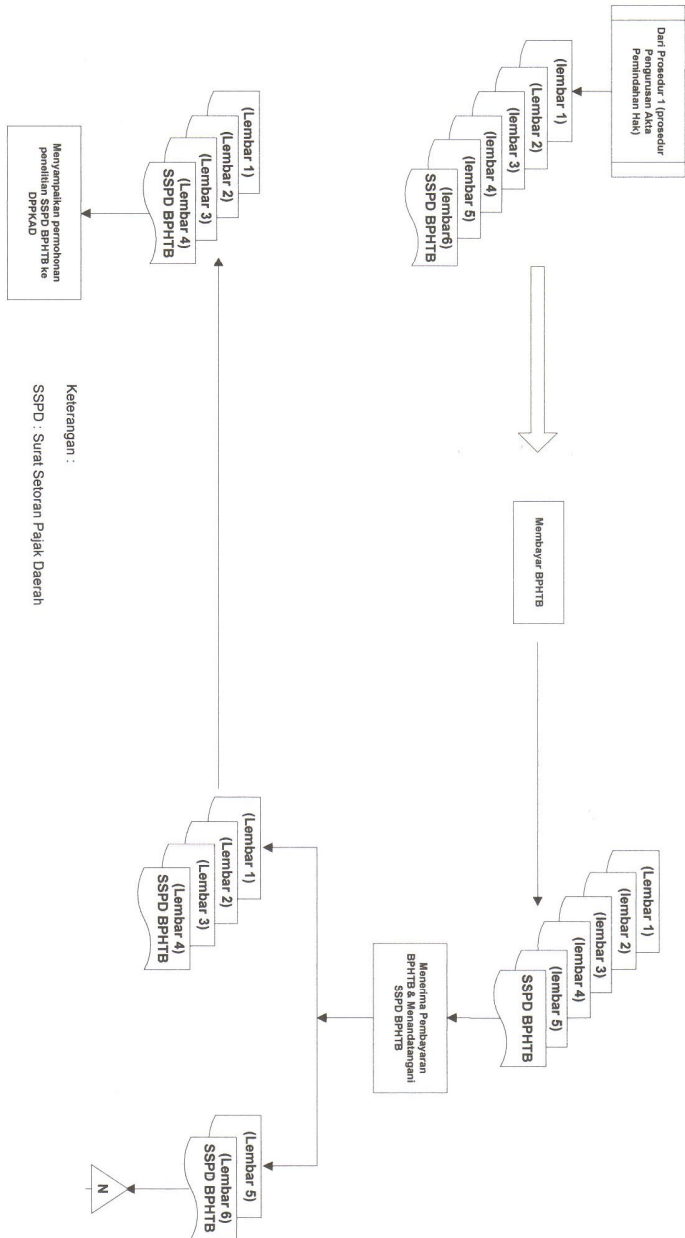 Dari Prosedur 1 (prosedur
Pengurusan Akta
Pemindahan Hak)
(lembar 1)
(Lembar 2)
(lembar 3)
(lembar 4)
(lembar 5)
(lembar6)
SSPD BPHTB
Membayar BPHTB
(Lembar 1)
(lembar 2)
(lembar 3)
(lembar 4)
(lembar 5)
SSPD BPHTB
Menerima Pembayaran
BPHTB & Menandatangani
SSPD BPHTB
(Lembar 1)
(Lembar 2)
(Lembar 3)
(Lembar 4)
SSPD BPHTB
(Lembar 5)
(Lembar 6)
SSPD BPHTB
N
(Lembar 1)
(Lembar 2)
(Lembar 3)
(Lembar 4)
SSPD BPHTB
Menyampaikan permohonan
penelitian SSPD BPHTB ke
DPPKAD
Keterangan :
SSPD : Surat Setoran Pajak Daerah